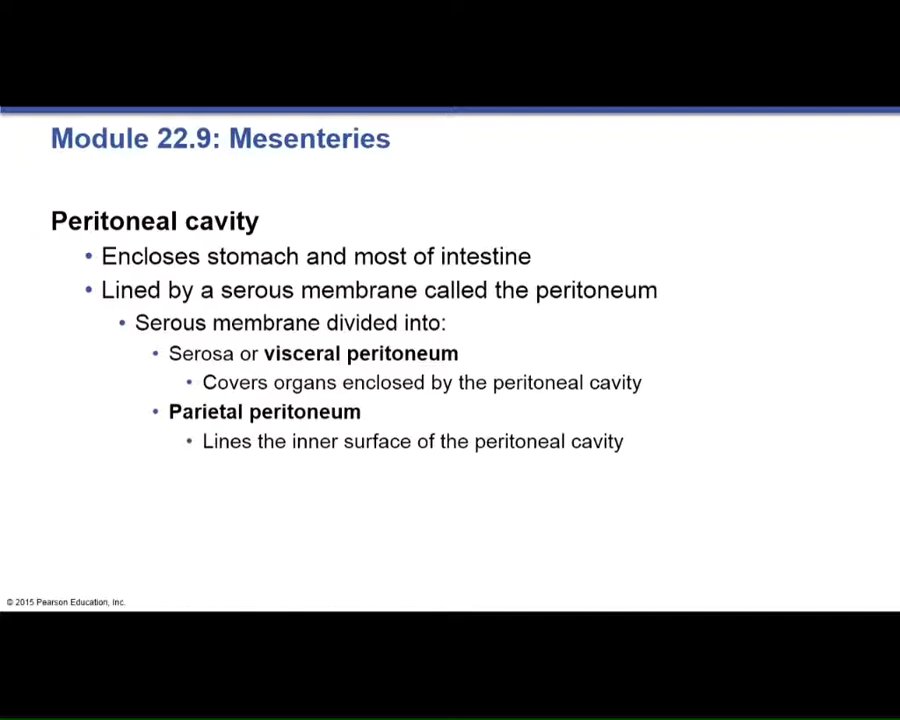 Module 22.9: Mesenteries
Peritoneal cavity
• Encloses stomach and most of intestine
• Lined by a serous membrane called the peritoneum
• Serous membrane divided into:
• Serosa or visceral peritoneum
• Covers organs enclosed by the peritoneal cavity
• Parietal peritoneum
• Lines the inner surface of the peritoneal cavity
© 2015 Pearson Education, Inc.